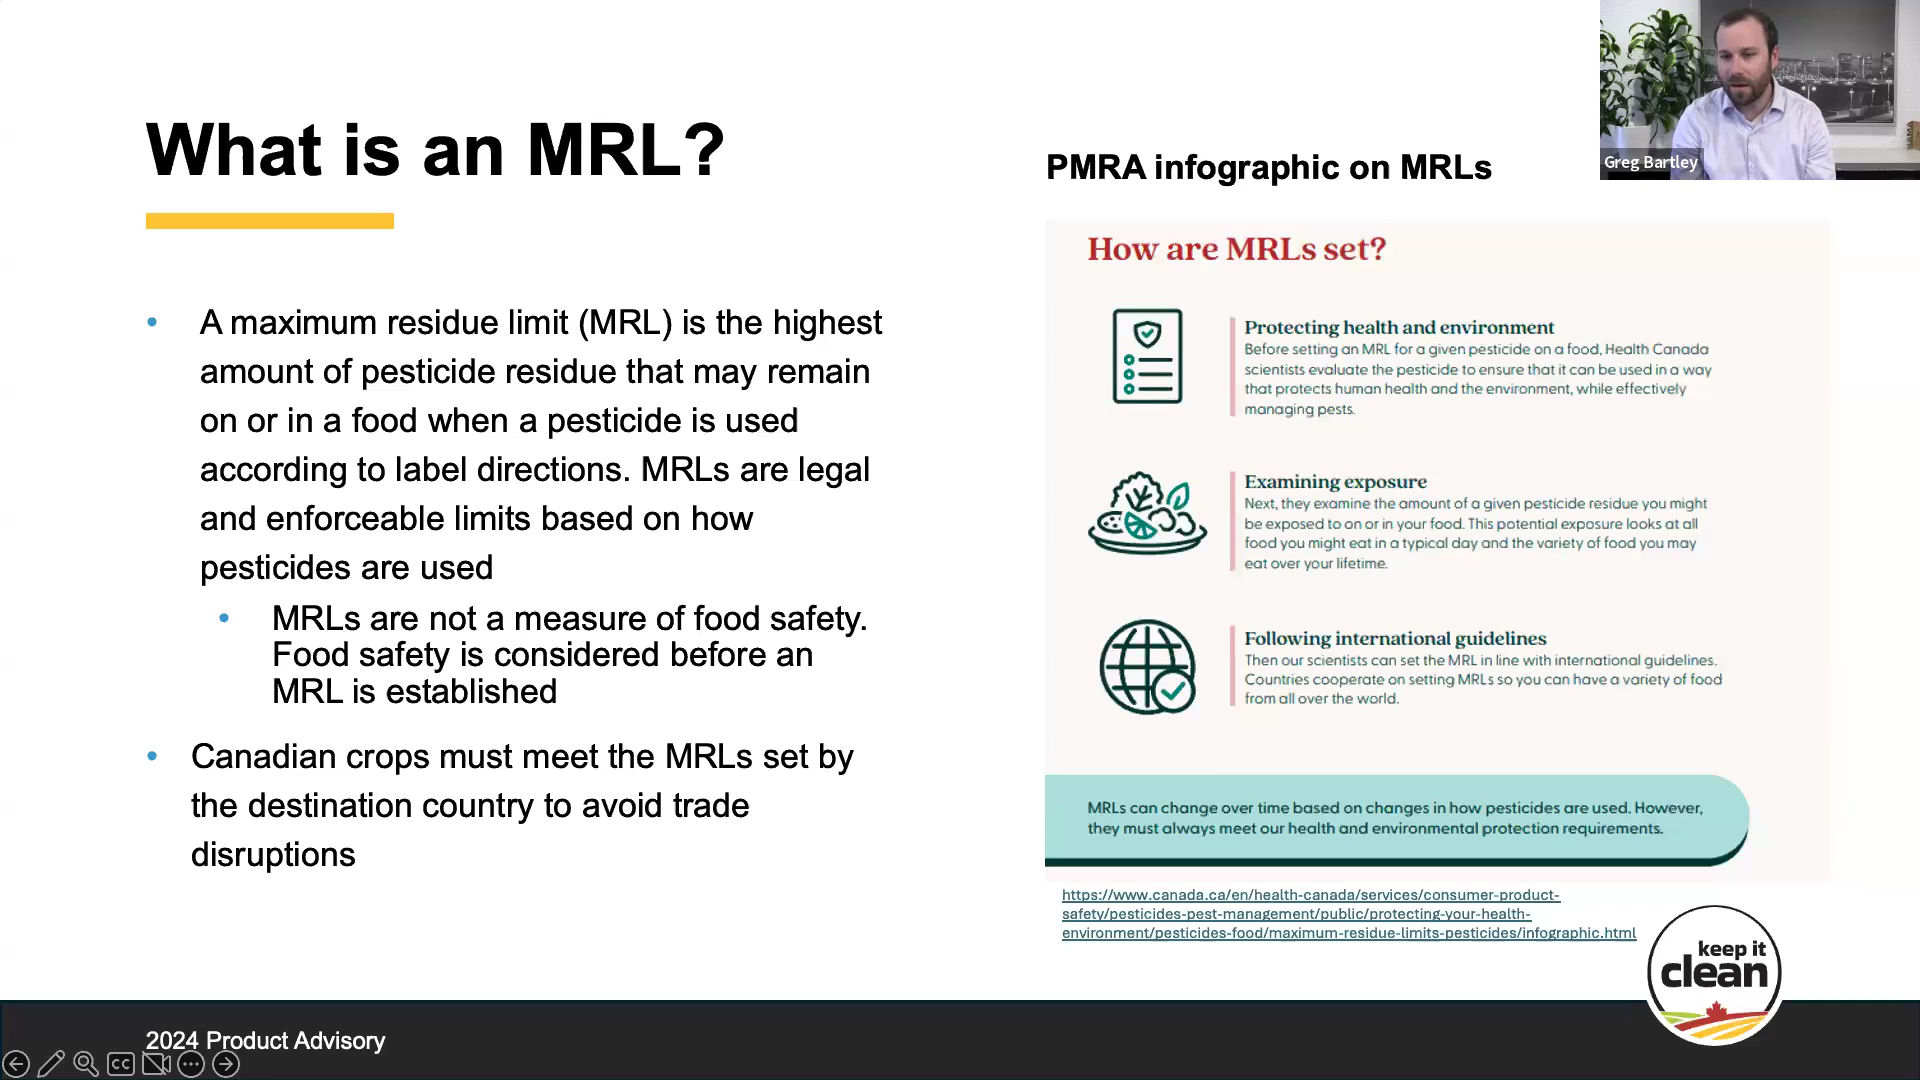 What is an MRL?
A maximum residue limit (MRL) is the highest
amount of pesticide residue that may remain
on or in a food when a pesticide is used
according to label directions. MRLs are legal
and enforceable limits based on how
pesticides are used
MRLs are not a measure of food safety.
Food safety is considered before an
MRL is established
Canadian crops must meet the MRLs set by
the destination country to avoid trade
disruptions
PMRA infographic on MRLs
Greg Bartley
How are MRLs set?
Protecting health and environment
Before setting an MRL for a given pesticide on a food, Health Canada
scientists evaluate the pesticide to ensure that it can be used in a way
that protects human health and the environment, while effectively
managing pests.
Examining exposure
Next, they examine the amount of a given pesticide residue you might
be exposed to on or in your food. This potential exposure looks at all
food you might eat in a typical day and the variety of food you may
eat over your lifetime.
Following international guidelines
Then our scientists can set the MRL in line with international guidelines.
Countries cooperate on setting MRLs so you can have a variety of food
from all over the world.
MRLs can change over time based on changes in how pesticides are used. However,
they must always meet our health and environmental protection requirements.
https://www.canada.ca/en/health-canada/services/consumer-product-
safety/pesticides-pest-management/public/protecting-your-health-
environment/pesticides-food/maximum-residue-limits-pesticides/infographic.html
keep it
clean
2024 Product Advisory
CC